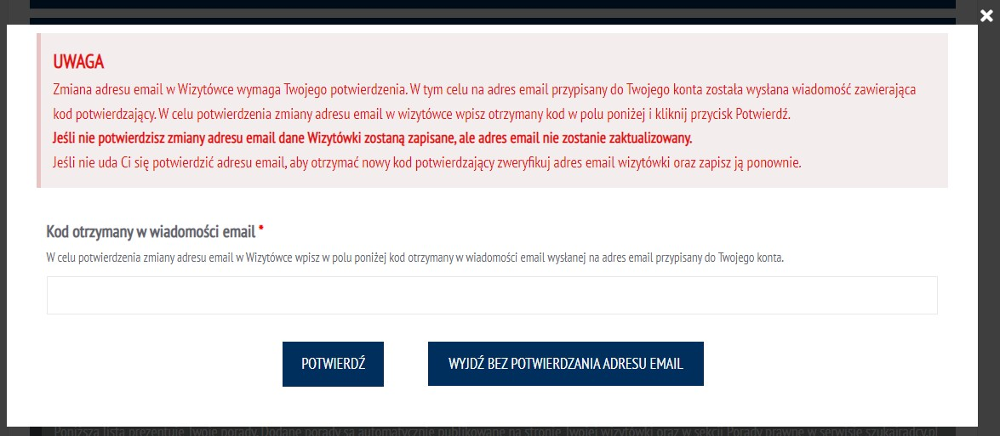 UWAGA
Zmiana adresu email w Wizytówce wymaga Twojego potwierdzenia. W tym celu na adres email przypisany do Twojego konta została wysłana wiadomość zawierająca
kod potwierdzający. W celu potwierdzenia zmiany adresu email w wizytówce wpisz otrzymany kod w polu poniżej i kliknij przycisk Potwierdź.
Jeśli nie potwierdzisz zmiany adresu email dane Wizytówki zostaną zapisane, ale adres email nie zostanie zaktualizowany.
Jeśli nie uda Ci się potwierdzić adresu email, aby otrzymać nowy kod potwierdzający zweryfikuj adres email wizytówki oraz zapisz ją ponownie.
Kod otrzymany w wiadomości email *
W celu potwierdzenia zmiany adresu email w Wizytówce wpisz w polu poniżej kod otrzymany w wiadomości email wysłanej na adres email przypisany do Twojego konta.
POTWIERDŹ WYJDŹ BEZ POTWIERDZANIA ADRESU EMAIL
Poniższa lista prezentuje Twoje porady. Dodane porady są automatycznie publikowane na stronie Twojej wizytówki oraz w sekcji Porady prawne w serwisie szukajradcy.pl